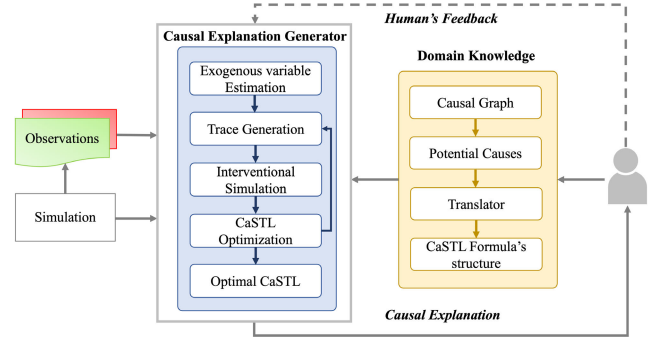 Human's Feedback
Causal Explanation Generator
Exogenous variable
Estimation
Trace Generation
Interventional
Simulation
CaSTL
Optimization
Optimal CaSTL
Observations
Simulation
Domain Knowledge
Causal Graph
Potential Causes
Translator
CaSTL Formula's
structure
Causal Explanation